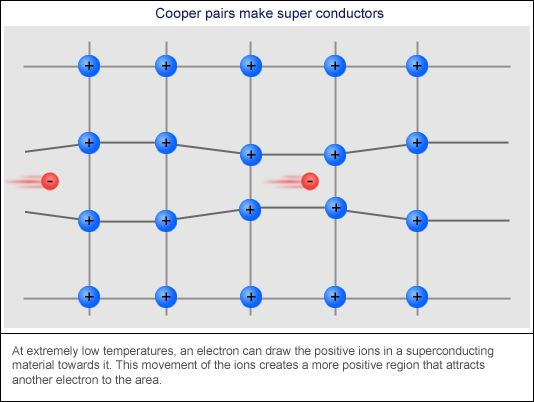 Cooper pairs make super conductors
+ + + + +
+ + + + +
- -
+ + + + +
+ + + + +
At extremely low temperatures, an electron can draw the positive ions in a superconducting
material towards it. This movement of the ions creates a more positive region that attracts
another electron to the area.